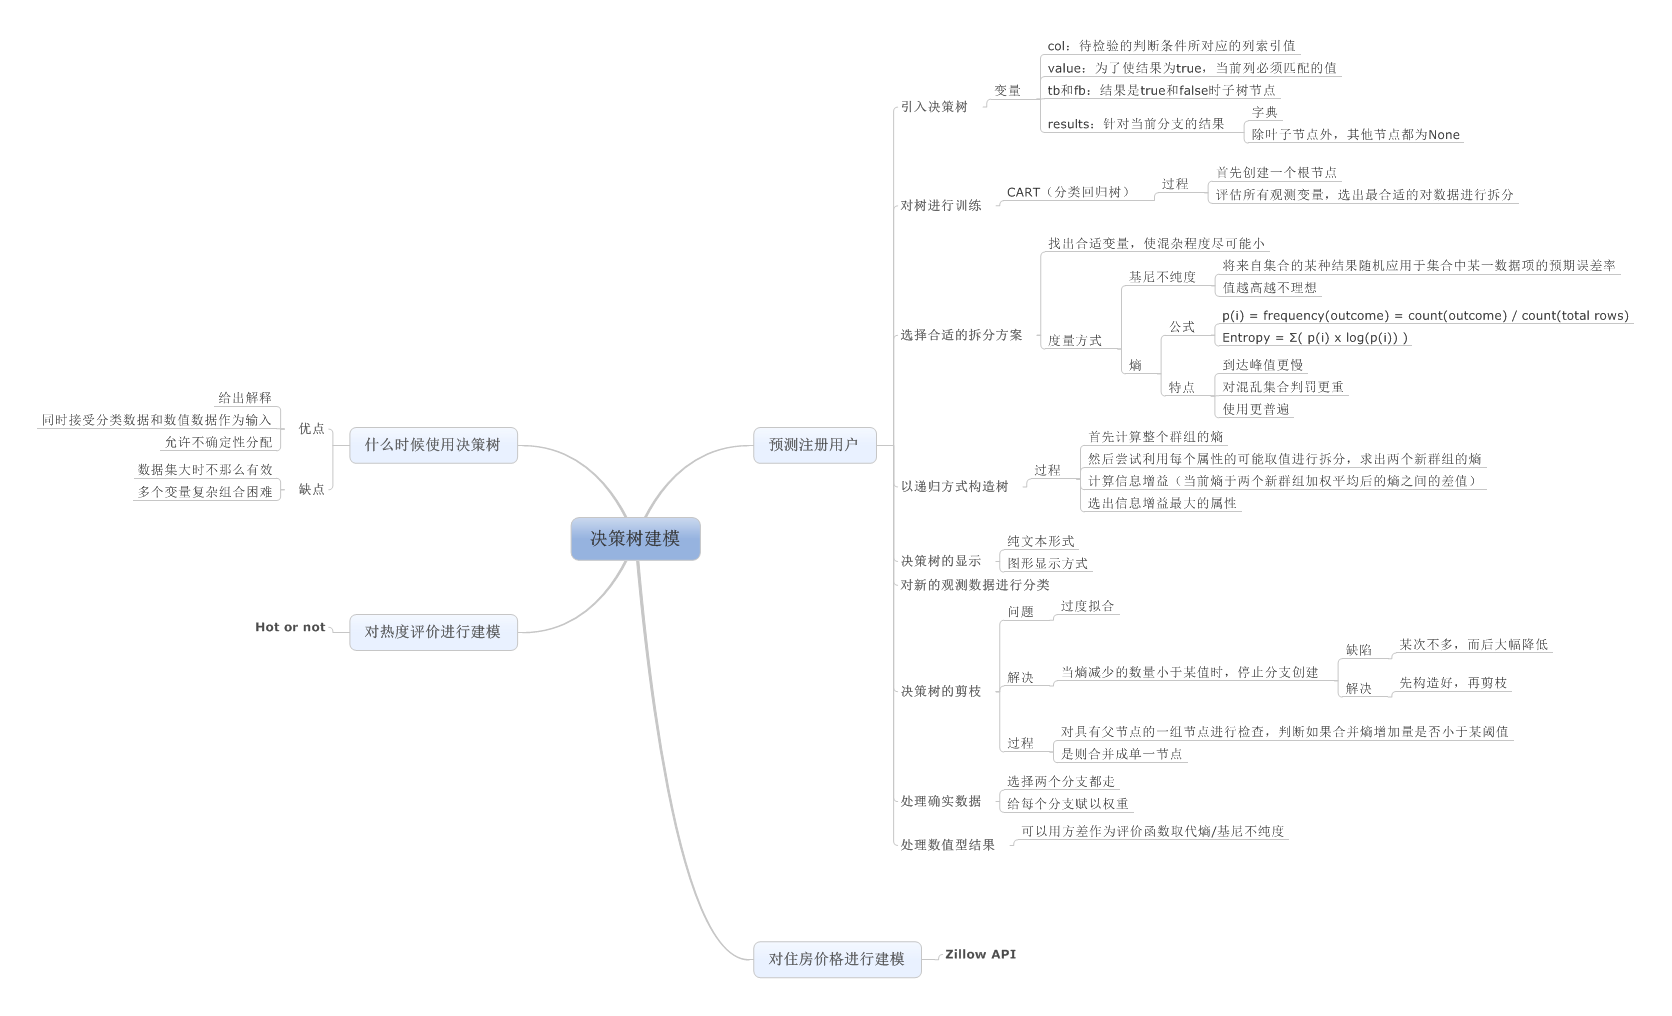 决策树建模
预测注册用户
引入决策树
变量
col：待检验的判断条件所对应的列索引值
value：为了使结果为true，当前列必须匹配的值
tb和fb：结果是true和false时子树节点
results：针对当前分支的结果
字典
除叶子节点外，其他节点都为None
对树进行训练
CART（分类回归树）
过程
首先创建一个根节点
评估所有观测变量，选出最合适的对数据进行拆分
选择合适的拆分方案
找出合适变量，使混杂程度尽可能小
度量方式
基尼不纯度
将来自集合的某种结果随机应用于集合中某一数据项的预期误差率
值越高越不理想
熵
公式
p(i) = frequency(outcome) = count(outcome) / count(total rows)
Entropy = Σ( p(i) x log(p(i)) )
特点
到达峰值更慢
对混乱集合判罚更重
使用更普遍
以递归方式构造树
过程
首先计算整个群组的熵
然后尝试利用每个属性的可能取值进行拆分，求出两个新群组的熵
计算信息增益（当前熵于两个新群组加权平均后的熵之间的差值）
选出信息增益最大的属性
决策树的显示
纯文本形式
图形显示方式
对新的观测数据进行分类
决策树的剪枝
问题
过度拟合
解决
当熵减少的数量小于某值时，停止分支创建
缺陷
某次不多，而后大幅降低
解决
先构造好，再剪枝
过程
对具有父节点的一组节点进行检查，判断如果合并熵增加量是否小于某阈值
是则合并成单一节点
处理确实数据
选择两个分支都走
给每个分支赋以权重
处理数值型结果
可以用方差作为评价函数取代熵/基尼不纯度
对住房价格进行建模
Zillow API
什么时候使用决策树
优点
给出解释
同时接受分类数据和数值数据作为输入
允许不确定性分配
缺点
数据集大时不那么有效
多个变量复杂组合困难
对热度评价进行建模
Hot or not